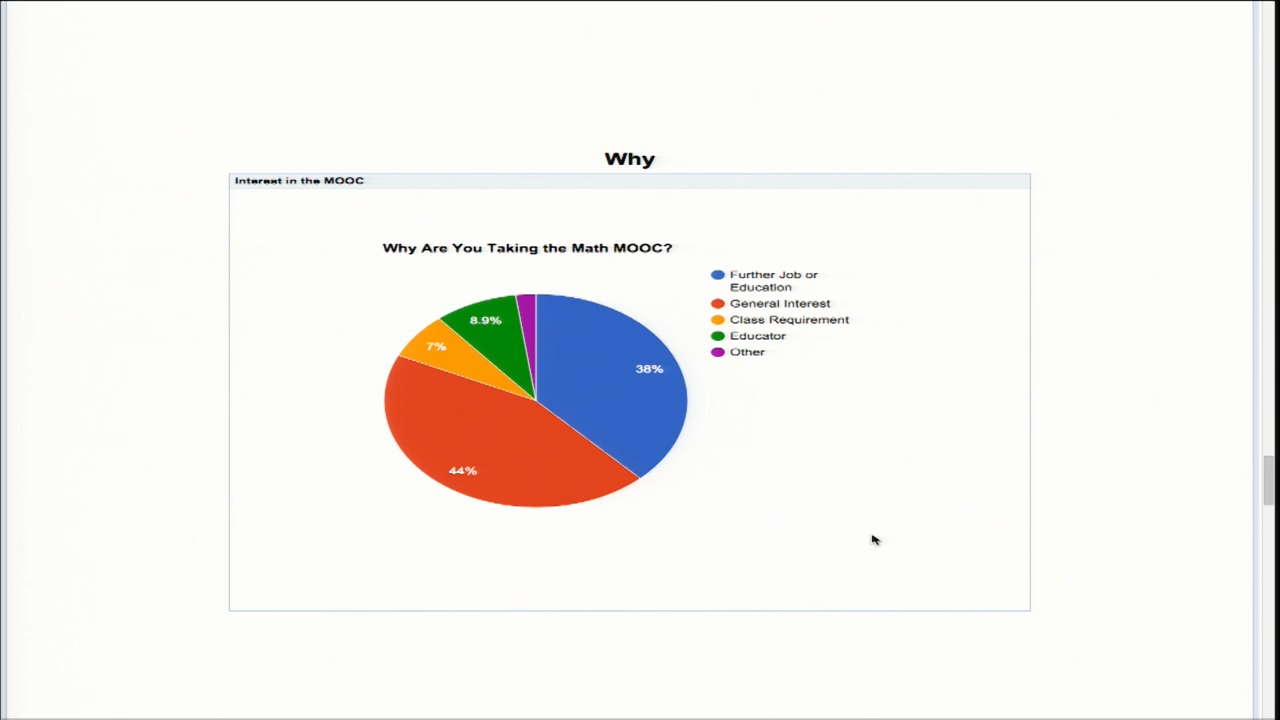 Why
Interest in the MOOC
Why Are You Taking the Math MOOC?
Further Job or
Education
General Interest
Class Requirement
Educator
Other
8.9%
7%
38%
44%